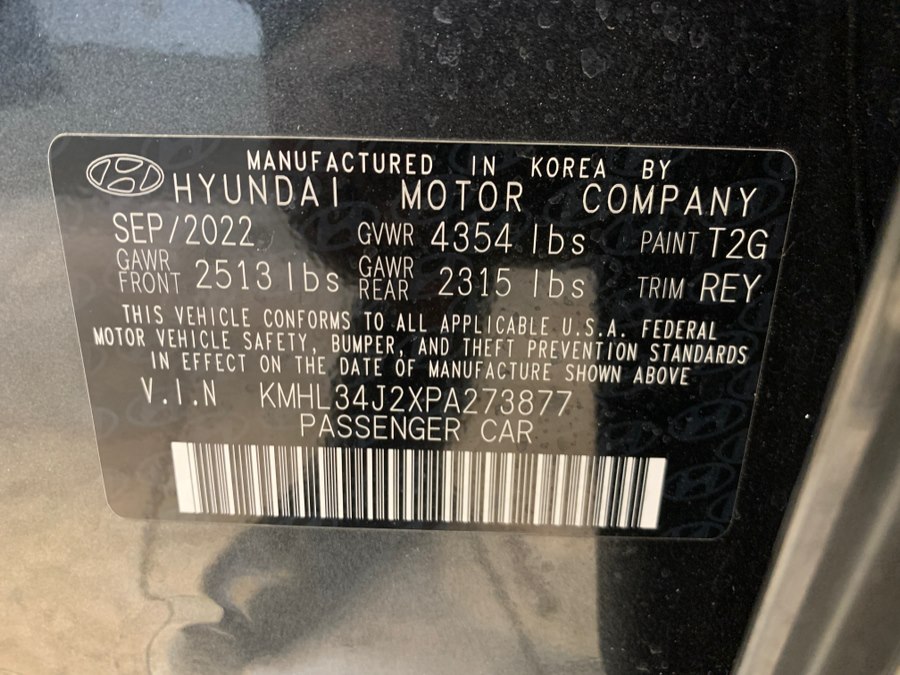 MANUFACTURED IN KOREA BY
HYUNDAI MOTOR COMPANY
SEP/2022 GVWR 4354 lbs PAINT T2G
GAWR FRONT 2513 lbs GAWR REAR 2315 lbs TRIM REY
THIS VEHICLE CONFORMS TO ALL APPLICABLE U.S.A. FEDERAL
MOTOR VEHICLE SAFETY, BUMPER, AND THEFT PREVENTION STANDARDS
IN EFFECT ON THE DATE OF MANUFACTURE SHOWN ABOVE
V.I.N KMHL34J2XPA273877
PASSENGER CAR